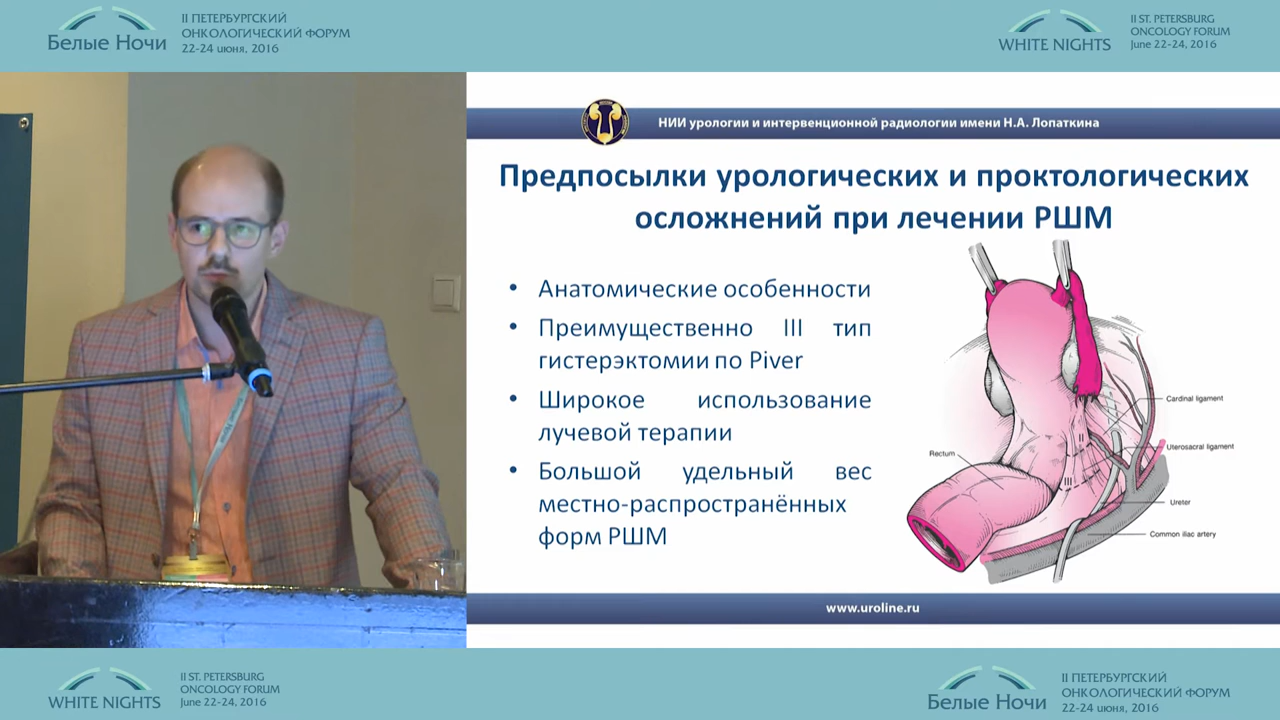 Белые Ночи
II ПЕТЕРБУРГСКИЙ
ОНКОЛОГИЧЕСКИЙ ФОРУМ
22-24 июня, 2016
WHITE NIGHTS
II ST. PETERSBURG
ONCOLOGY FORUM
June 22-24, 2016
НИИ урологии и интервенционной радиологии имени Н.А. Лопаткина
Предпосылки урологических и проктологических
осложнений при лечении РШМ
• Анатомические особенности
• Преимущественно III тип
гистерэктомии по Piver
• Широкое использование
лучевой терапии
• Большой удельный вес
местно-распространённых
форм РШМ
Cardinal ligament
Uterosacral ligament
Rectum
II
III
Ureter
Common iliac artery
www.uroline.ru
WHITE NIGHTS
II ST. PETERSBURG
ONCOLOGY FORUM
June 22-24, 2016
Белые Ночи
II ПЕТЕРБУРГСКИЙ
ОНКОЛОГИЧЕСКИЙ ФОРУМ
22-24 июня, 2016